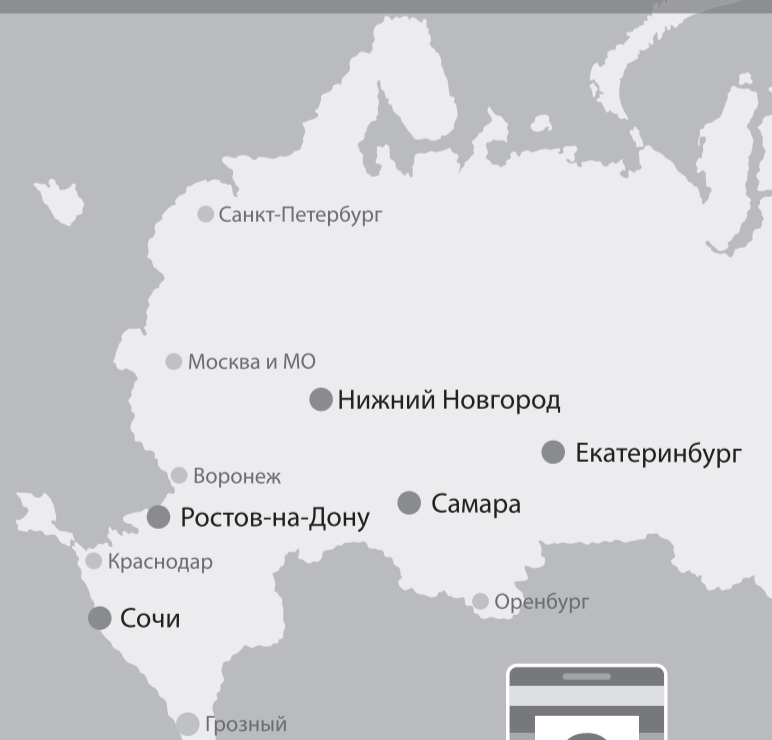 Санкт-Петербург
Москва и МО
Нижний Новгород
Екатеринбург
Воронеж
Самара
Ростов-на-Дону
Краснодар
Оренбург
Сочи
Грозный